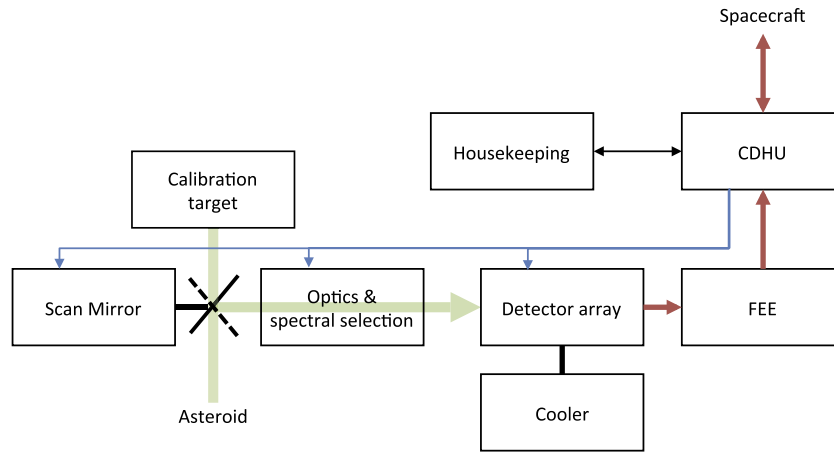 Spacecraft
Housekeeping
CDHU
Calibration
target
Scan Mirror
Optics &
spectral selection
Detector array
FEE
Asteroid
Cooler